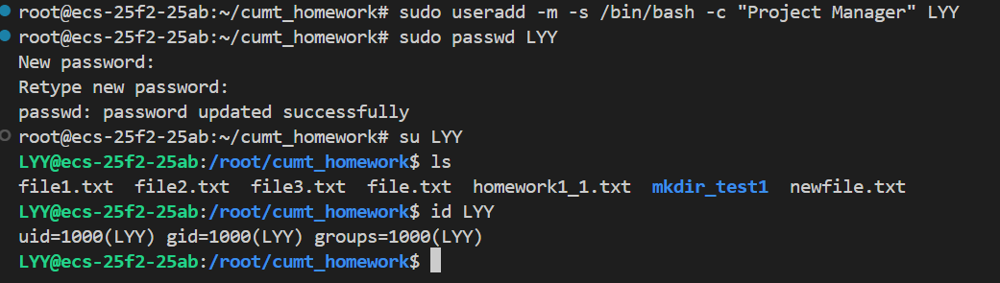 root@ecs-25f2-25ab:~/cumt_homework# sudo useradd -m -s /bin/bash -c "Project Manager" LYY
root@ecs-25f2-25ab:~/cumt_homework# sudo passwd LYY
New password:
Retype new password:
passwd: password updated successfully
root@ecs-25f2-25ab:~/cumt_homework# su LYY
LYY@ecs-25f2-25ab:/root/cumt_homework$ ls
file1.txt  file2.txt  file3.txt  file.txt  homework1_1.txt  mkdir_test1  newfile.txt
LYY@ecs-25f2-25ab:/root/cumt_homework$ id LYY
uid=1000(LYY) gid=1000(LYY) groups=1000(LYY)
LYY@ecs-25f2-25ab:/root/cumt_homework$